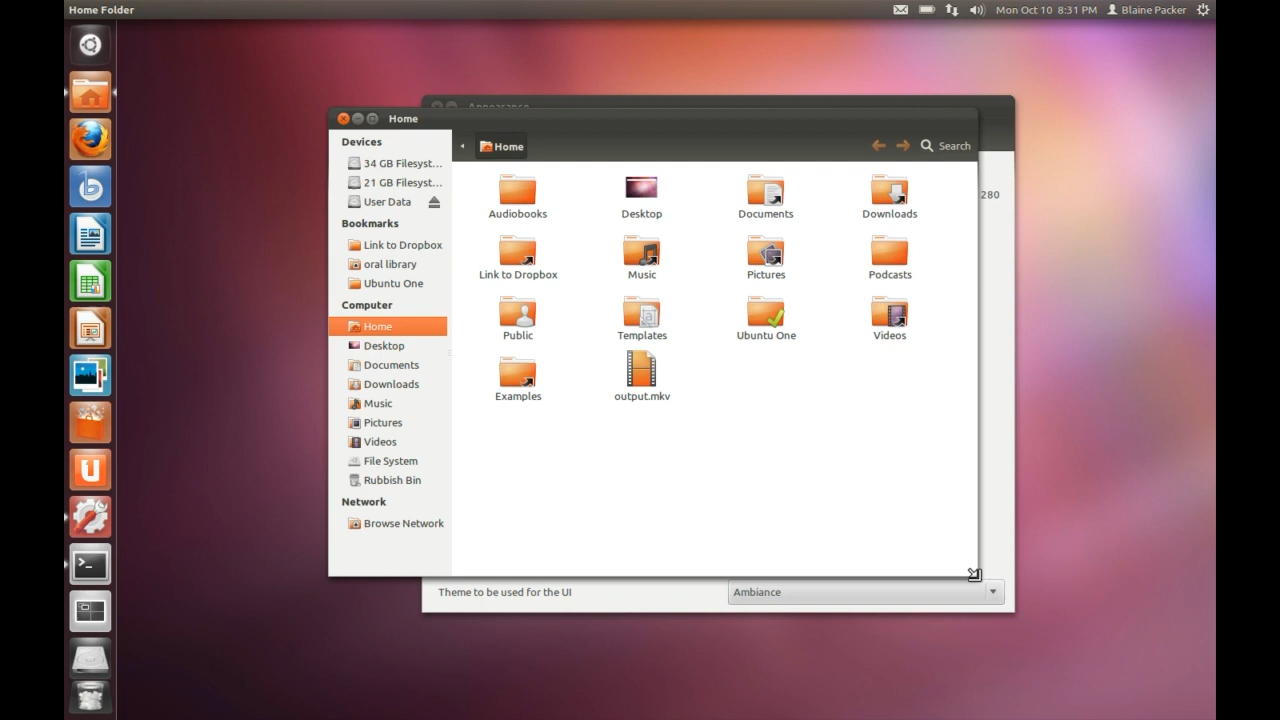 Home Folder
Mon Oct 10 8:31 PM Blaine Packer
Appearance
Home
Devices
34 GB Filesyst...
21 GB Filesyst...
User Data
Bookmarks
Link to Dropbox
oral library
Ubuntu One
Computer
Home
Desktop
Documents
Downloads
Music
Pictures
Videos
File System
Rubbish Bin
Network
Browse Network
Home
Search
Audiobooks
Desktop
Documents
Downloads
Link to Dropbox
Music
Pictures
Podcasts
Public
Templates
Ubuntu One
Videos
Examples
output.mkv
280
Theme to be used for the UI
Ambiance